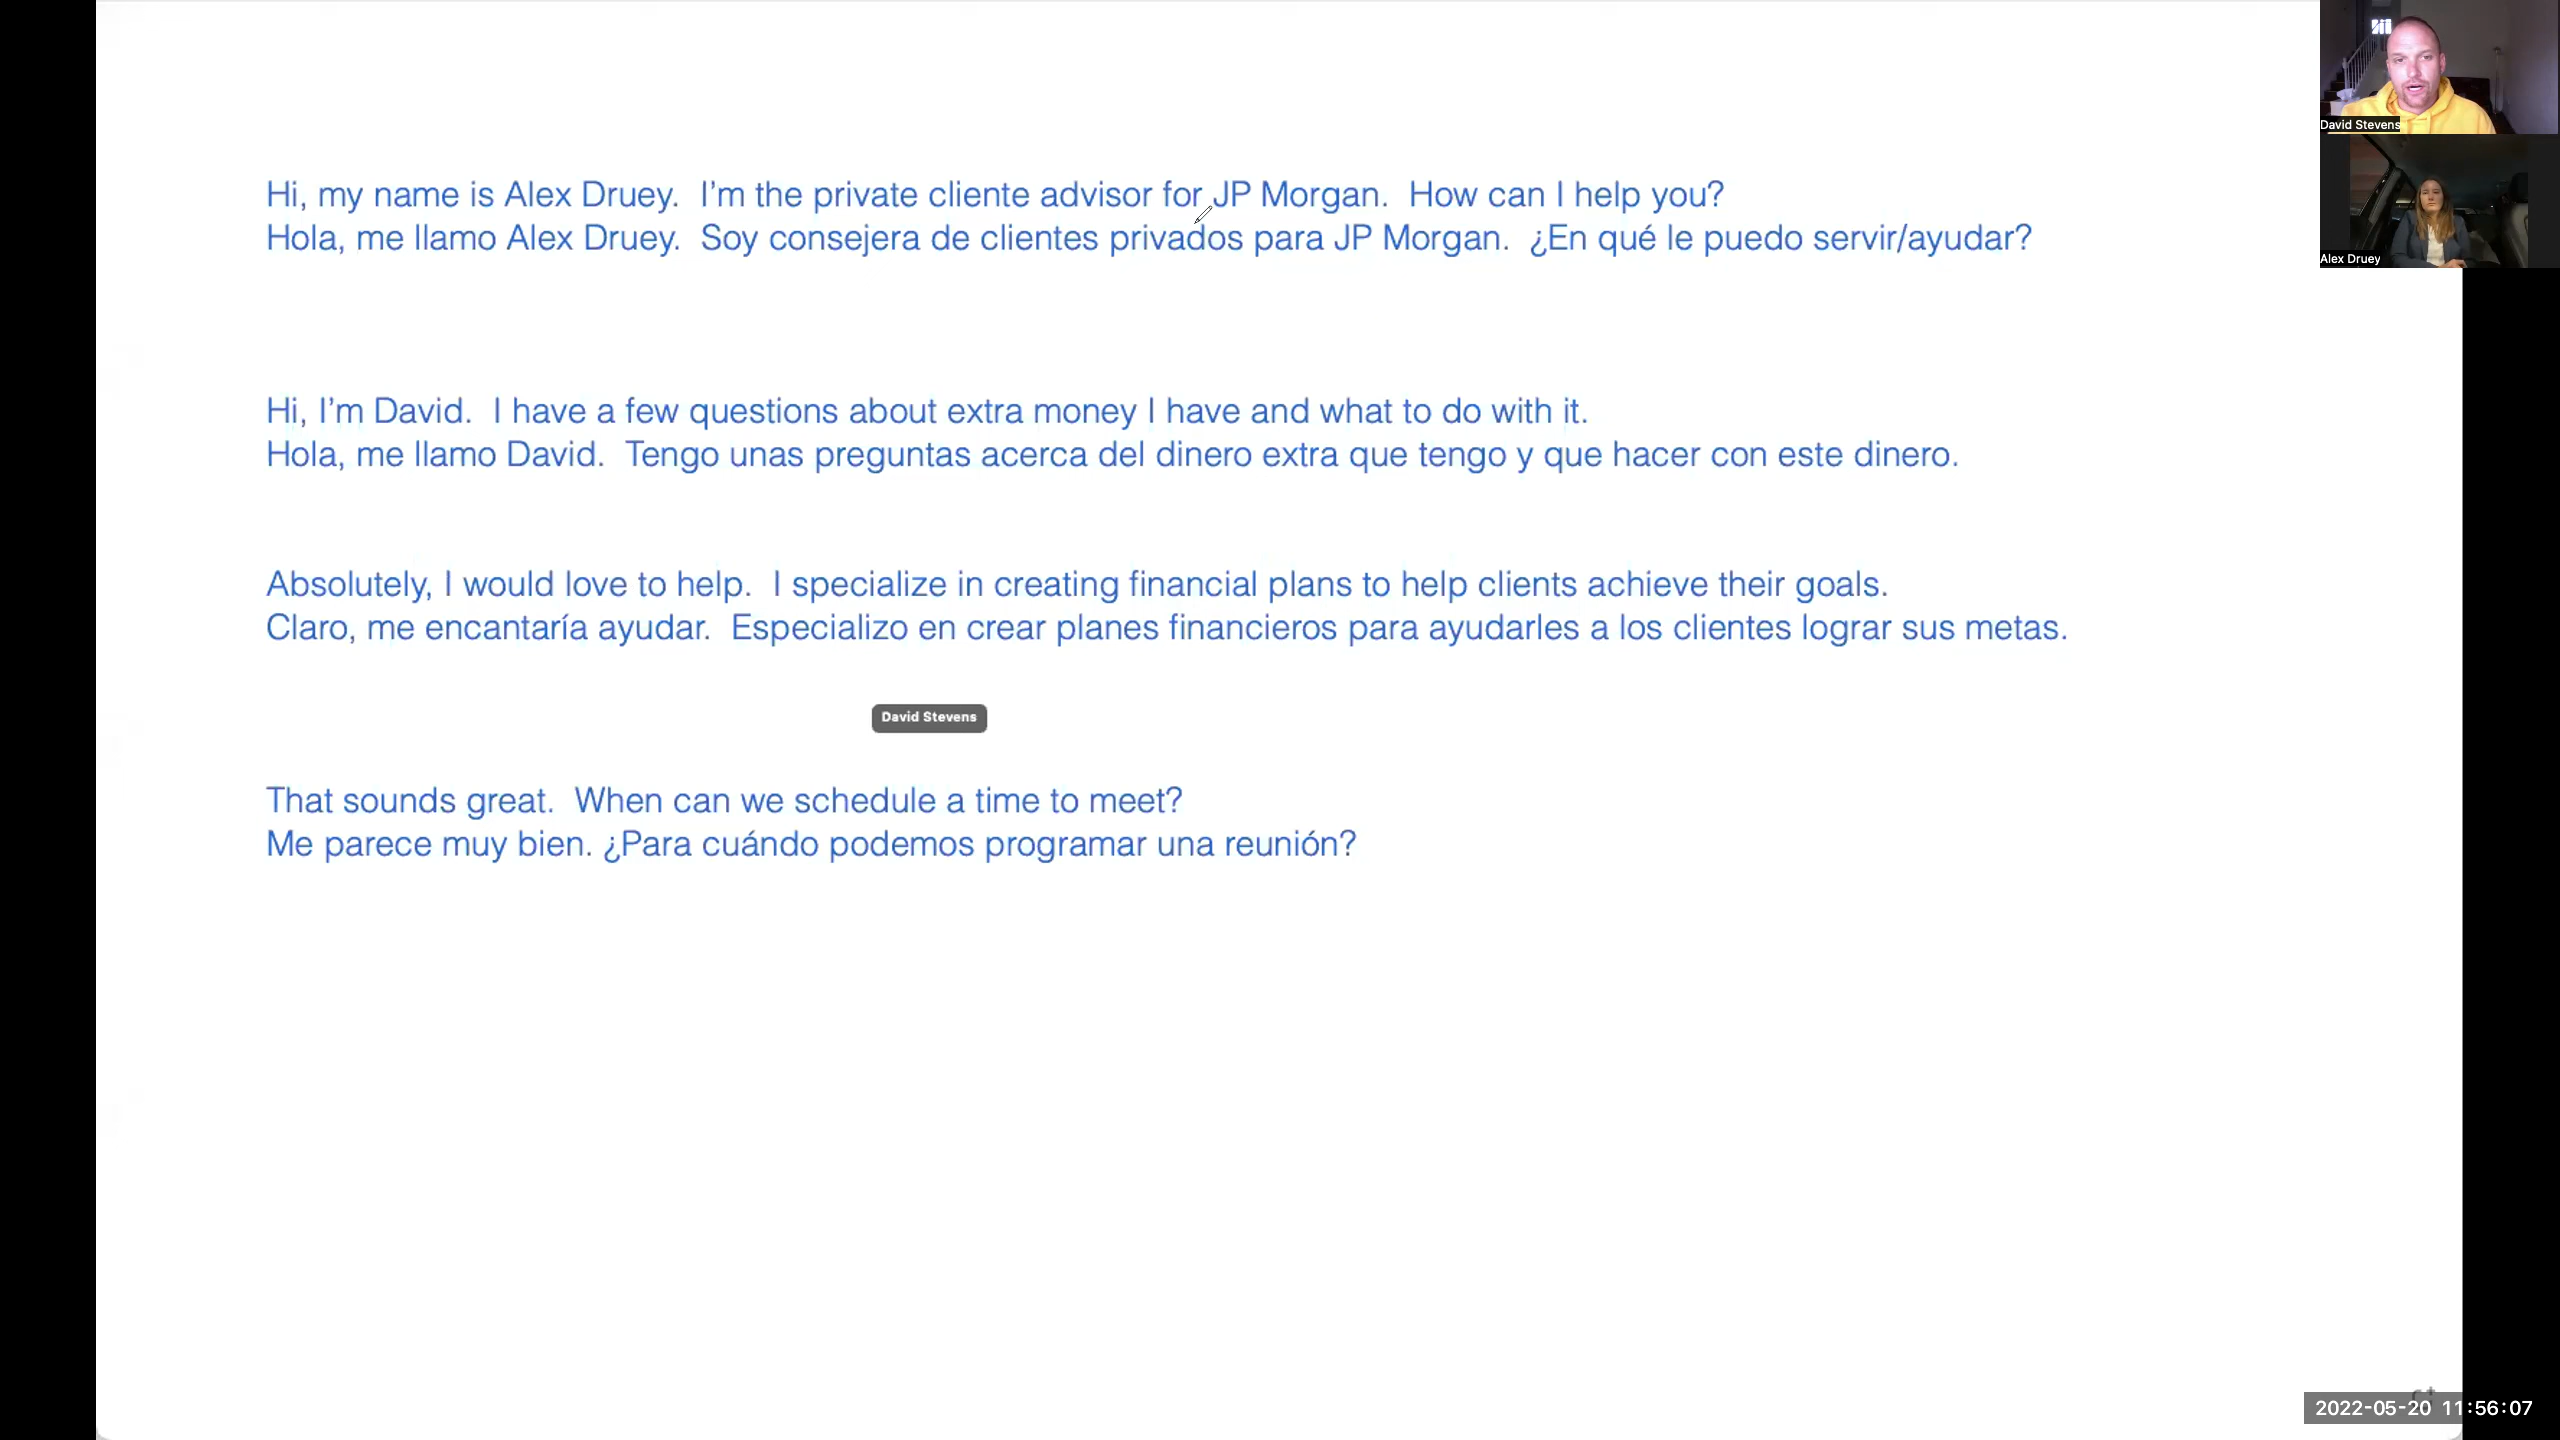 David Stevens
Hi, my name is Alex Druey.  I'm the private cliente advisor for JP Morgan.  How can I help you?
Hola, me llamo Alex Druey.  Soy consejera de clientes privados para JP Morgan.  ¿En qué le puedo servir/ayudar?
Alex Druey
Hi, I'm David.  I have a few questions about extra money I have and what to do with it.
Hola, me llamo David.  Tengo unas preguntas acerca del dinero extra que tengo y que hacer con este dinero.
Absolutely, I would love to help.  I specialize in creating financial plans to help clients achieve their goals.
Claro, me encantaría ayudar.  Especializo en crear planes financieros para ayudarles a los clientes lograr sus metas.
David Stevens
That sounds great.  When can we schedule a time to meet?
Me parece muy bien. ¿Para cuándo podemos programar una reunión?
2022-05-20 11:56:07